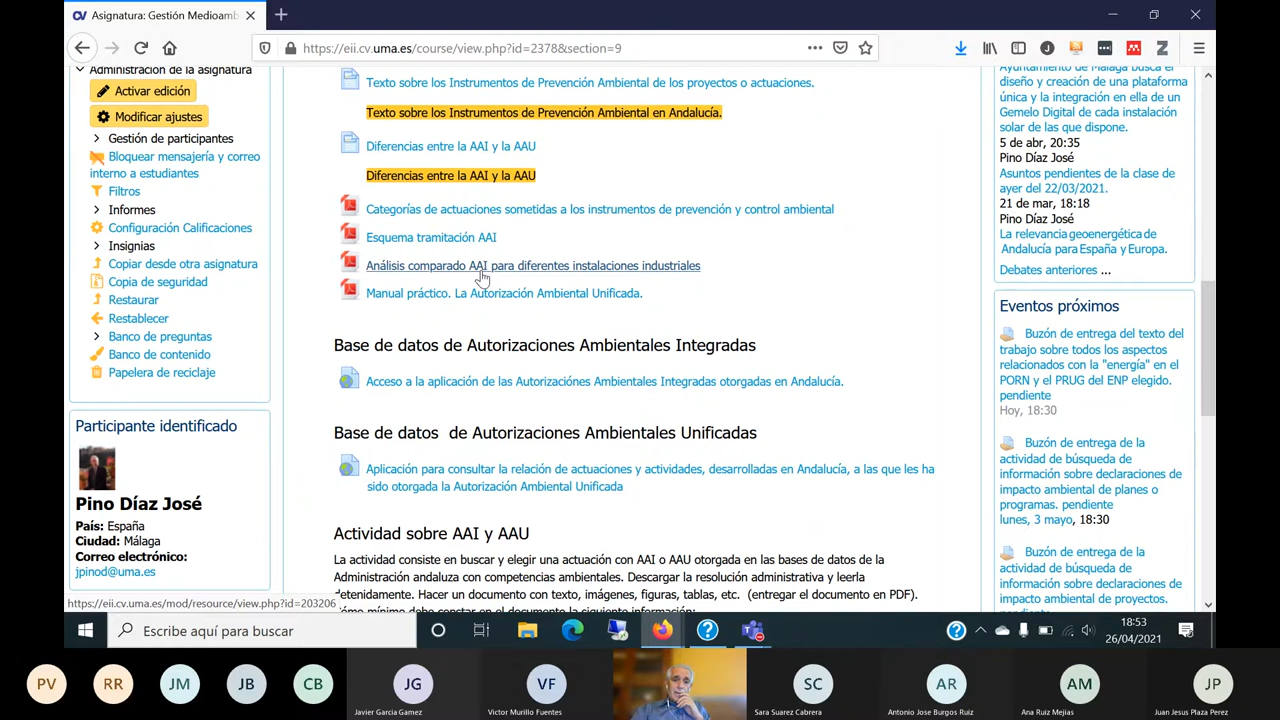 Asignatura: Gestión Medioamb
https://eii.cv.uma.es/course/view.php?id=2378&section=9
Administración de la asignatura
Activar edición
Modificar ajustes
Gestión de participantes
Bloquear mensajería y correo
interno a estudiantes
Filtros
Informes
Configuración Calificaciones
Insignias
Copiar desde otra asignatura
Copia de seguridad
Restaurar
Restablecer
Banco de preguntas
Banco de contenido
Papelera de reciclaje
Participante identificado
Pino Díaz José
País: España
Ciudad: Málaga
Correo electrónico:
jpinod@uma.es
https://eii.cv.uma.es/mod/resource/view.php?id=203206
Texto sobre los Instrumentos de Prevención Ambiental de los proyectos o actuaciones.
Texto sobre los Instrumentos de Prevención Ambiental en Andalucía.
Diferencias entre la AAI y la AAU
Diferencias entre la AAI y la AAU
Categorías de actuaciones sometidas a los instrumentos de prevención y control ambiental
Esquema tramitación AAI
Análisis comparado AAI para diferentes instalaciones industriales
Manual práctico. La Autorización Ambiental Unificada.
Base de datos de Autorizaciones Ambientales Integradas
Acceso a la aplicación de las Autorizaciónes Ambientales Integradas otorgadas en Andalucía.
Base de datos de Autorizaciones Ambientales Unificadas
Aplicación para consultar la relación de actuaciones y actividades, desarrolladas en Andalucía, a las que les ha
sido otorgada la Autorización Ambiental Unificada
Actividad sobre AAI y AAU
La actividad consiste en buscar y elegir una actuación con AAI o AAU otorgada en las bases de datos de la
Administración andaluza con competencias ambientales. Descargar la resolución administrativa y leerla
detenidamente. Hacer un documento con texto, imágenes, figuras, tablas, etc. (entregar el documento en PDF).
Cómo mínimo debe constar en el documento la siguiente información:
Ayuntamiento de Málaga busca el
diseño y creación de una plataforma
única y la integración en ella de un
Gemelo Digital de cada instalación
solar de las que dispone.
5 de abr, 20:35
Pino Díaz José
Asuntos pendientes de la clase de
ayer del 22/03/2021.
21 de mar, 18:18
Pino Díaz José
La relevancia geoenergética de
Andalucía para España y Europa.
Debates anteriores ...
Eventos próximos
Buzón de entrega del texto del
trabajo sobre todos los aspectos
relacionados con la "energía" en el
PORN y el PRUG del ENP elegido.
pendiente
Hoy, 18:30
Buzón de entrega de la
actividad de búsqueda de
información sobre declaraciones de
impacto ambiental de planes o
programas. pendiente
lunes, 3 mayo, 18:30
Buzón de entrega de la
actividad de búsqueda de
información sobre declaraciones de
impacto ambiental de proyectos.
pendiente
Escribe aquí para buscar
18:53
26/04/2021
PV
RR
JM
JB
CB
JG
Javier Garcia Gamez
VF
Victor Murillo Fuentes
SC
Sara Suarez Cabrera
AR
Antonio Jose Burgos Ruiz
AM
Ana Ruiz Mejias
JP
Juan Jesus Plaza Perez